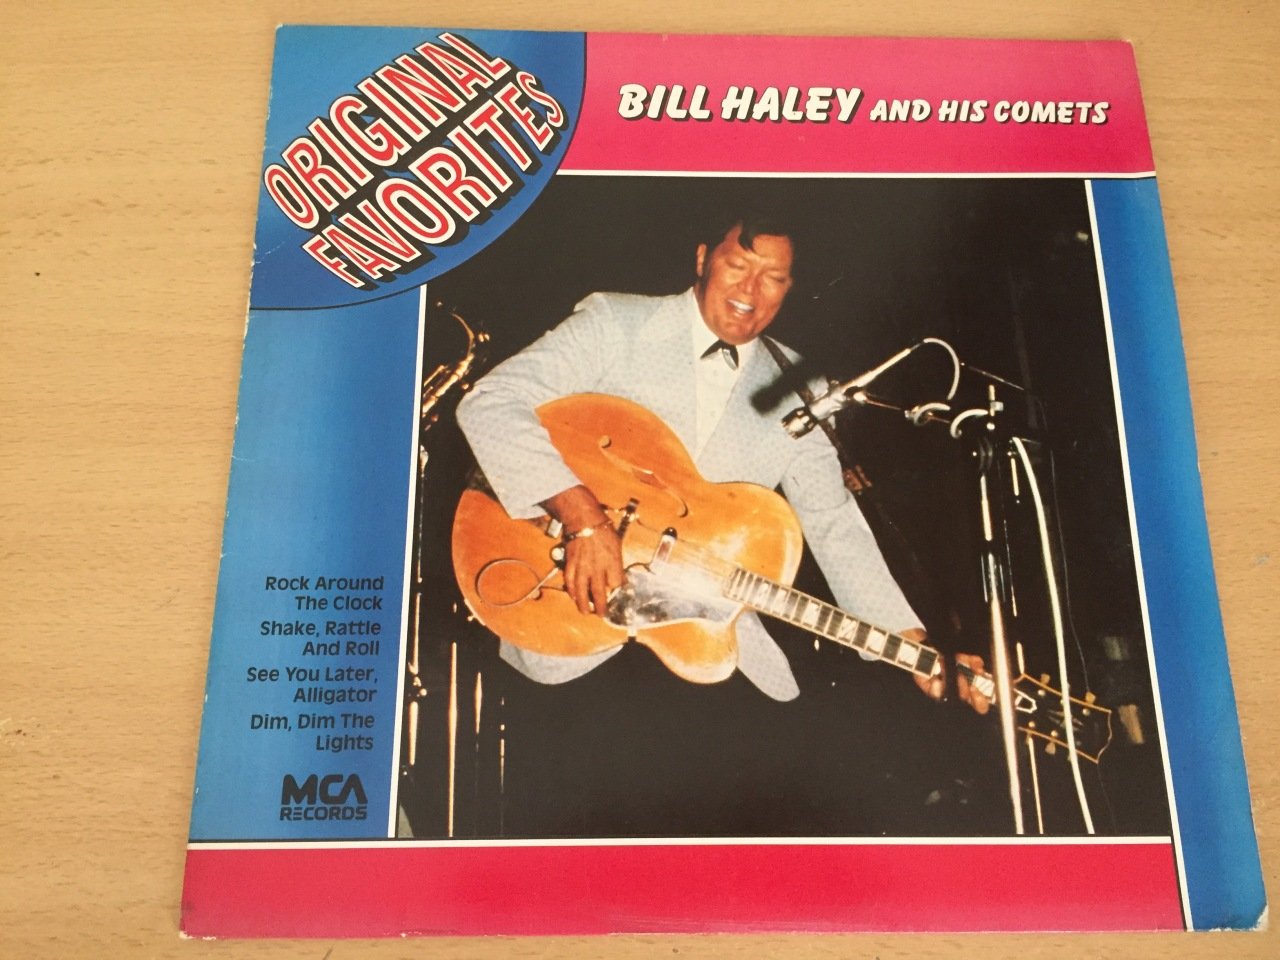 ORIGINAL
FAVORITES
BILL HALEY AND HIS COMETS
Rock Around
The Clock
Shake, Rattle
And Roll
See You Later,
Alligator
Dim, Dim The
Lights
MCA
RECORDS